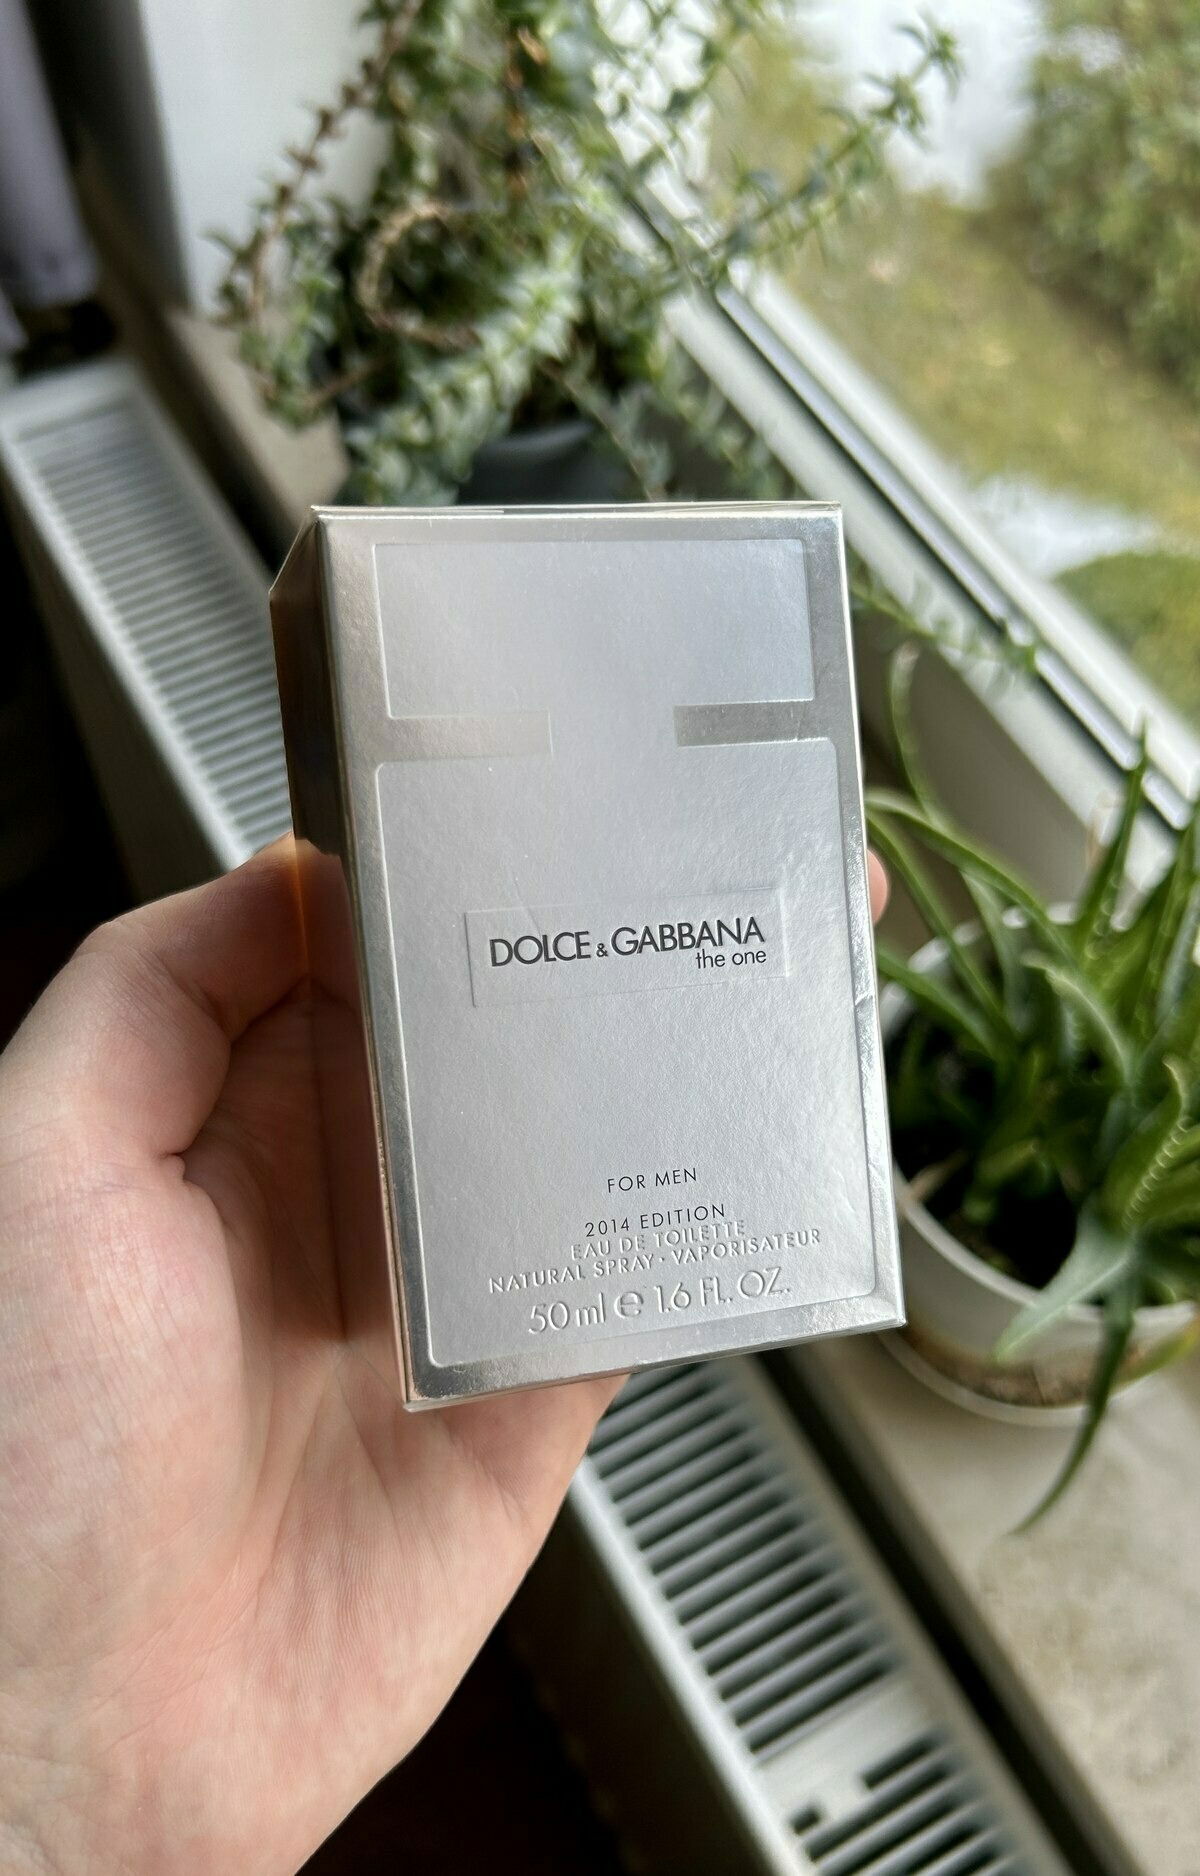 DOLCE & GABBANA
the one
FOR MEN
2014 EDITION
EAU DE TOILETTE
NATURAL SPRAY · VAPORISATEUR
50 ml ℮ 1.6 FL. OZ.